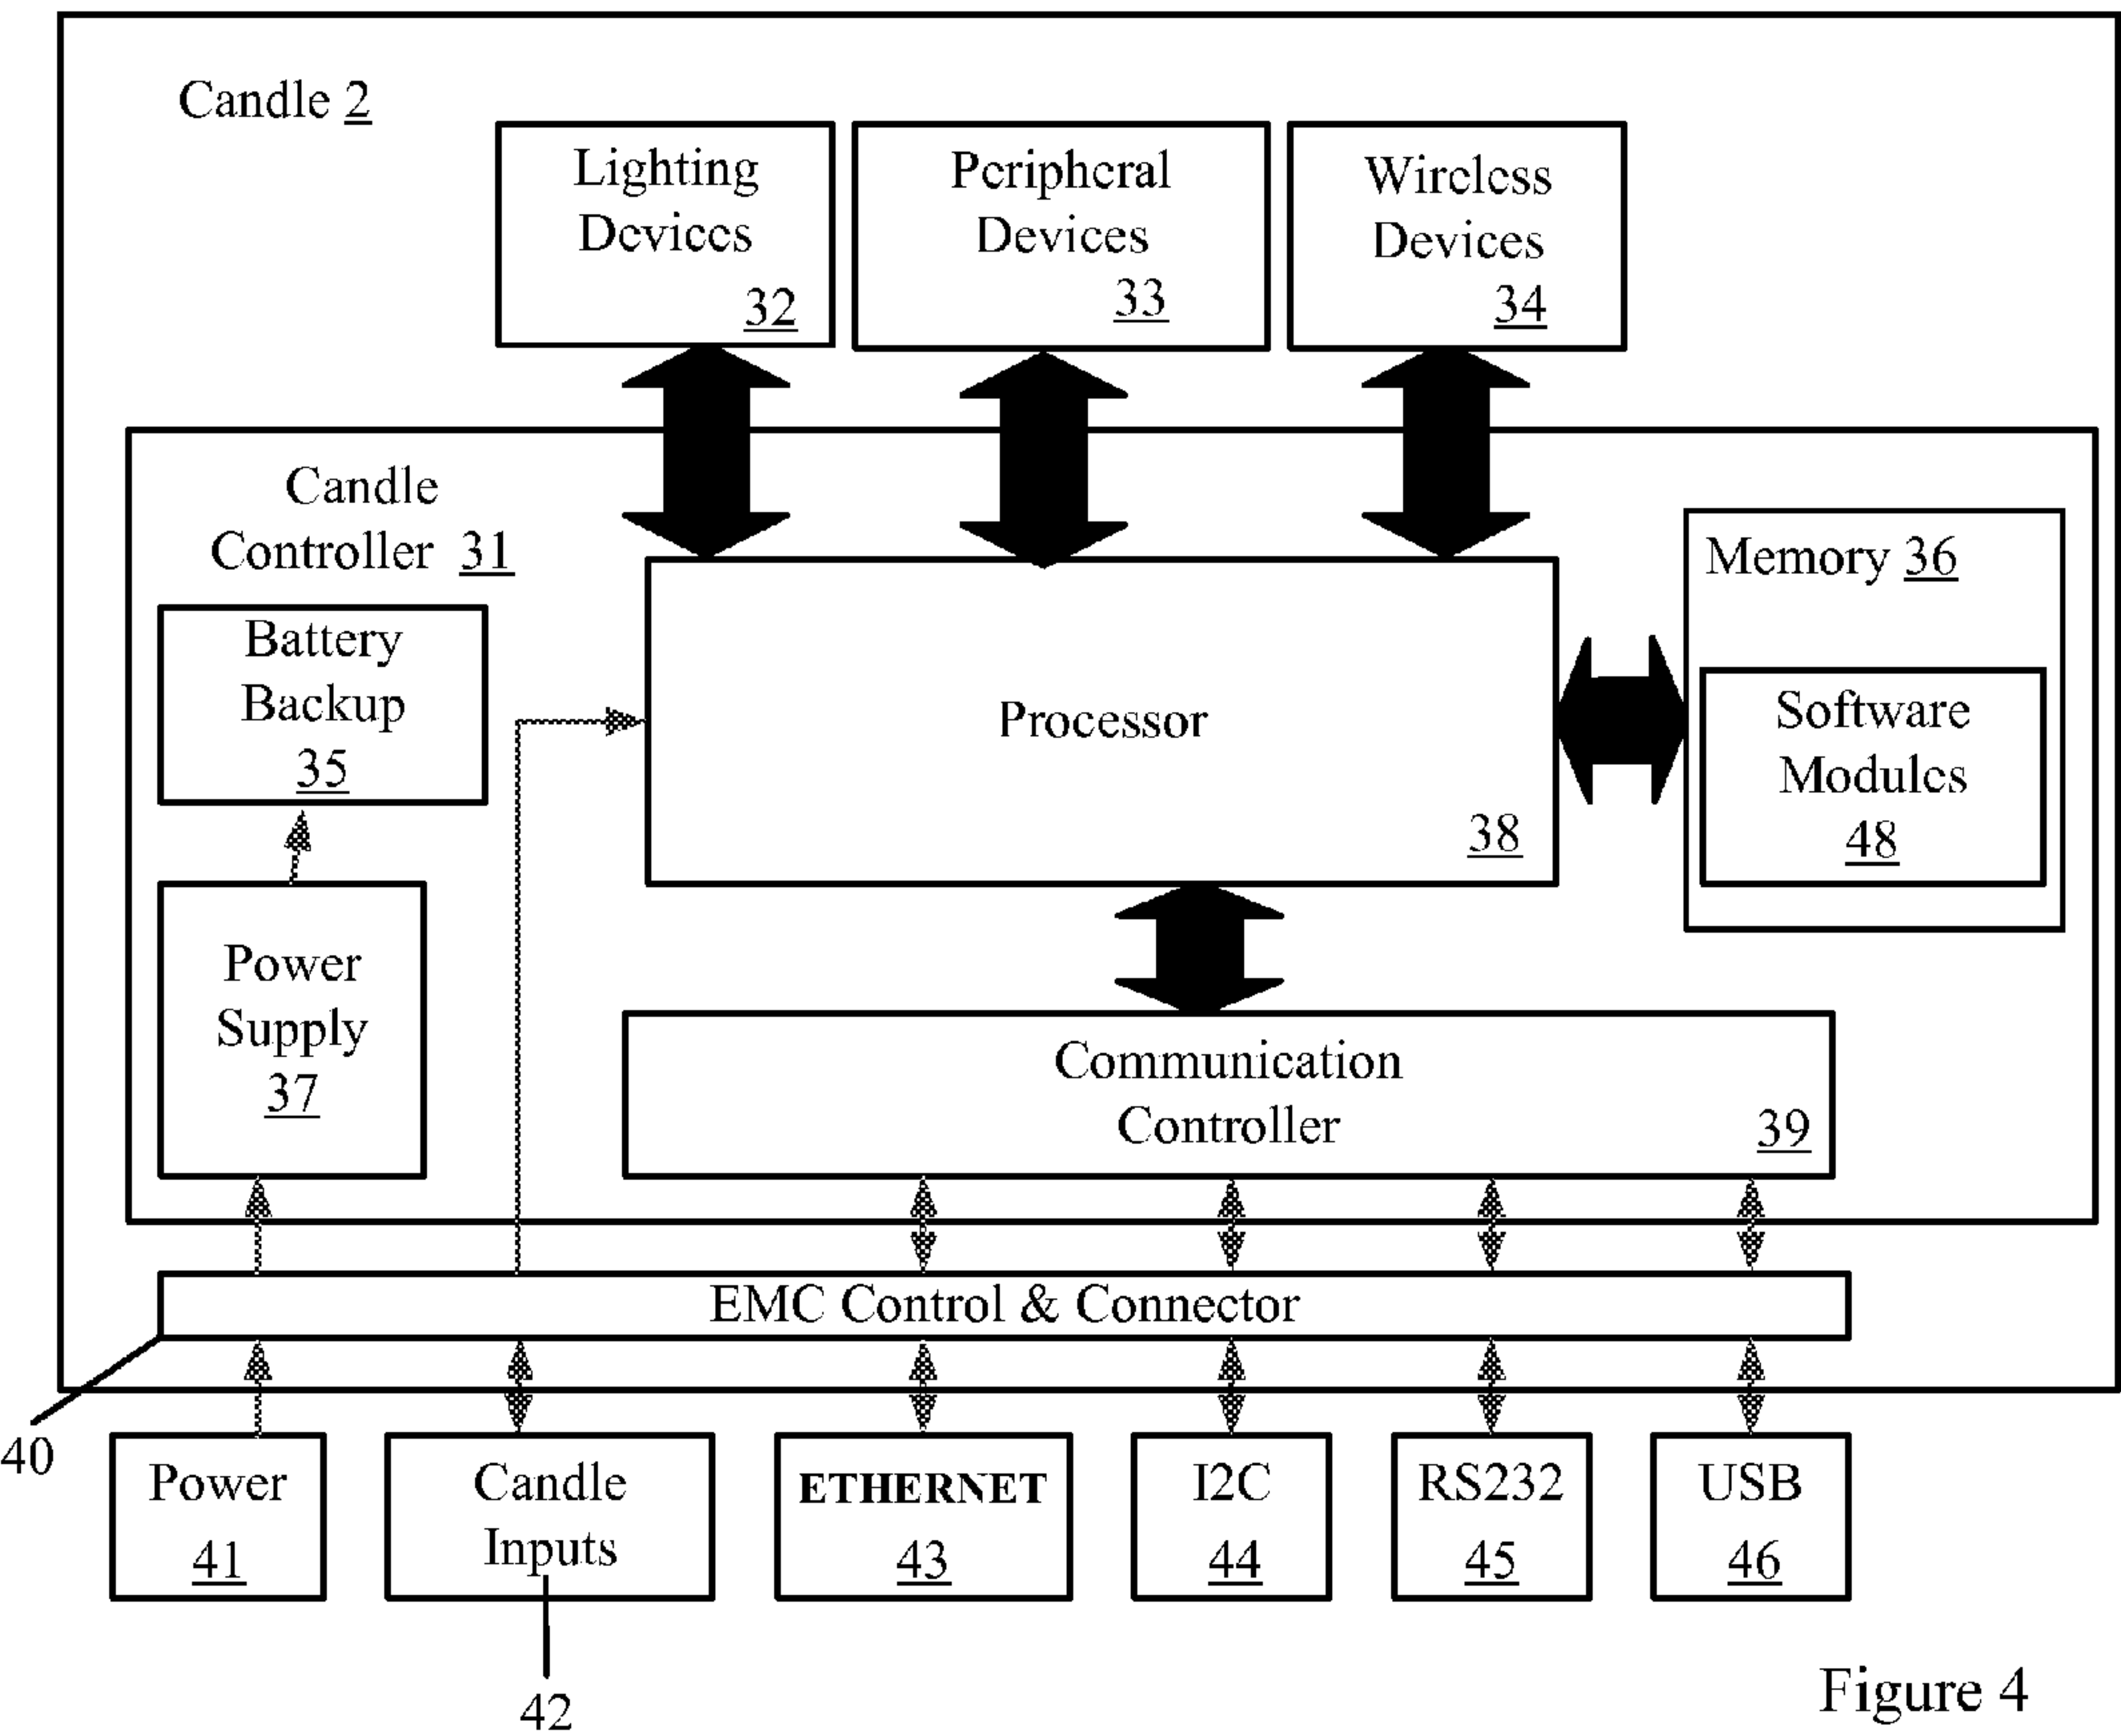 Candle 2
Lighting
Devices
32
Peripheral
Devices
33
Wireless
Devices
34
Candle
Controller 31
Battery
Backup
35
Processor
38
Memory 36
Software
Modules
48
Power
Supply
37
Communication
Controller
39
EMC Control & Connector
40
Power
41
Candle
Inputs
42
ETHERNET
43
I2C
44
RS232
45
USB
46
Figure 4